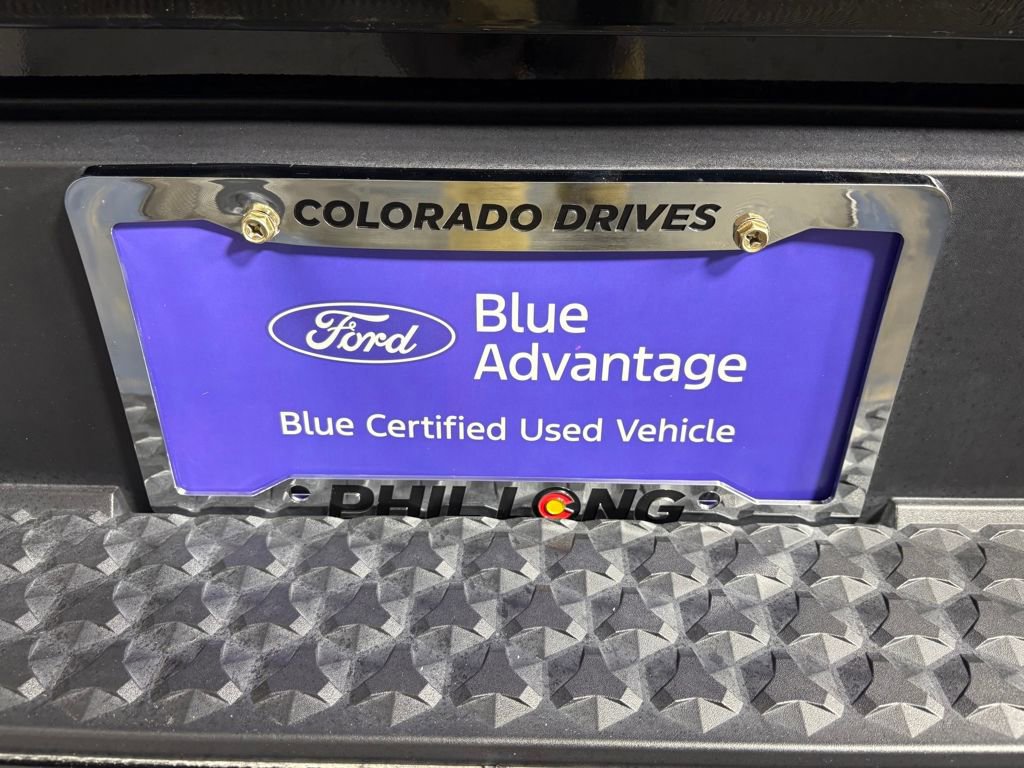 COLORADO DRIVES
Ford
Blue
Advantage
Blue Certified Used Vehicle
PHIL LONG